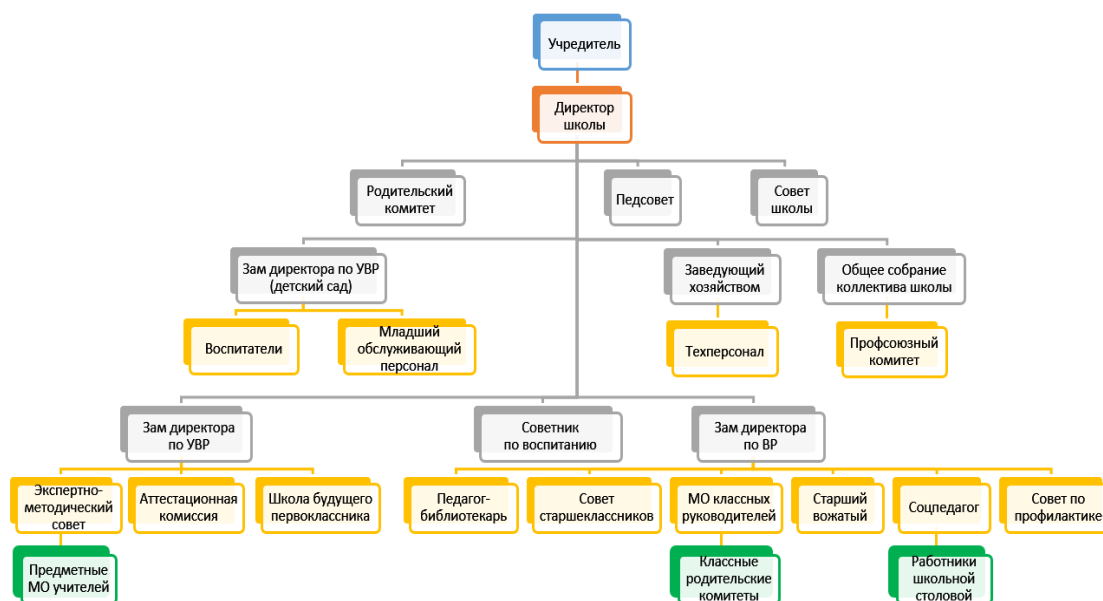 Учредитель
Директор
школы
Родительский
комитет
Педсовет
Совет
школы
Зам директора по УВР
(детский сад)
Заведующий
хозяйством
Общее собрание
коллектива школы
Воспитатели
Младший
обслуживающий
персонал
Техперсонал
Профсоюзный
комитет
Зам директора
по УВР
Советник
по воспитанию
Зам директора
по ВР
Экспертно-
методический
совет
Аттестационная
комиссия
Школа будущего
первоклассника
Педагог-
библиотекарь
Совет
старшеклассников
МО классных
руководителей
Старший
вожатый
Соцпедагог
Совет по
профилактике
Предметные
МО учителей
Классные
родительские
комитеты
Работники
школьной
столовой